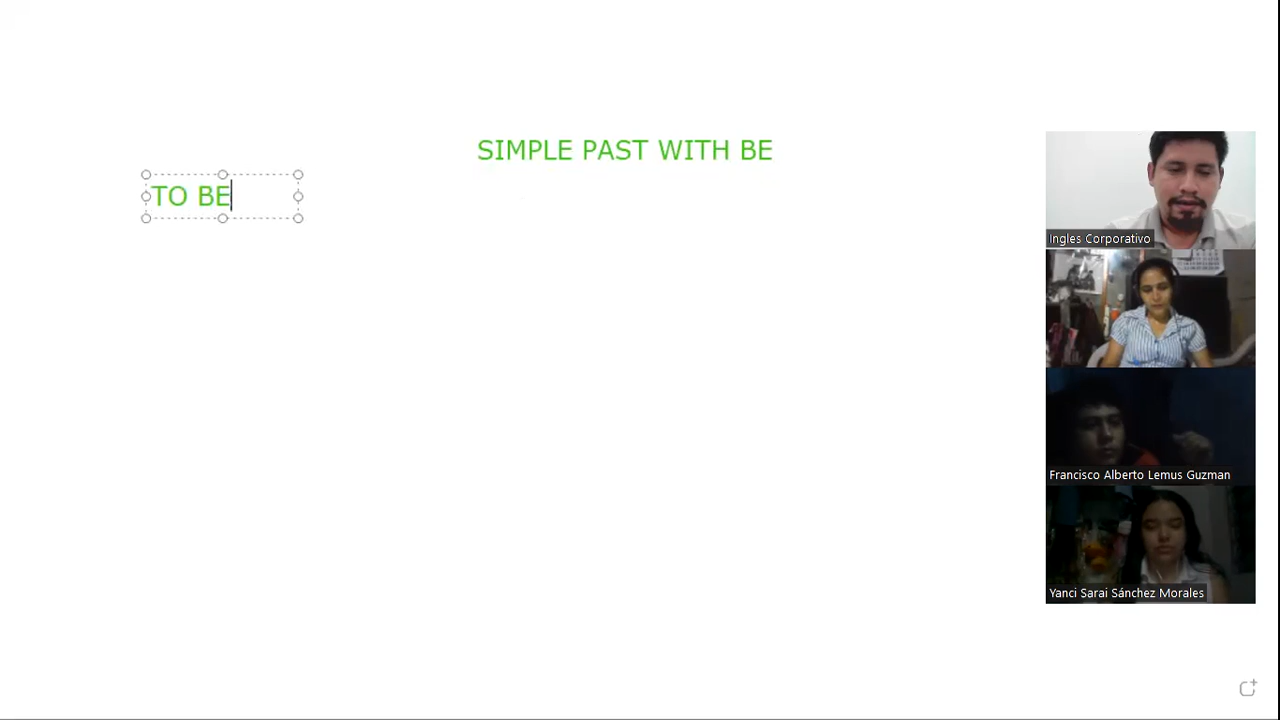 SIMPLE PAST WITH BE
TO BE
Ingles Corporativo
Francisco Alberto Lemus Guzman
Yanci Sarai Sánchez Morales